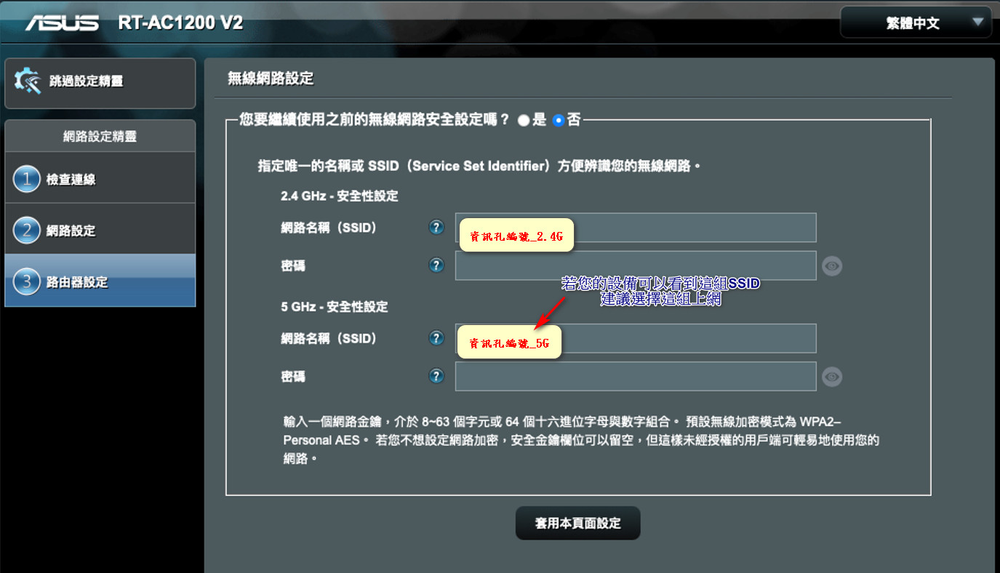 ASUS RT-AC1200 V2
繁體中文
跳過設定精靈
網路設定精靈
1 檢查連線
2 網路設定
3 路由器設定
無線網路設定
您要繼續使用之前的無線網路安全設定嗎？ 是 否
指定唯一的名稱或 SSID（Service Set Identifier）方便辨識您的無線網路。
2.4 GHz - 安全性設定
網路名稱（SSID） ? 資訊孔編號_2.4G
密碼 ?
若您的設備可以看到這組SSID
建議選擇這組上網
5 GHz - 安全性設定
網路名稱（SSID） ? 資訊孔編號_5G
密碼 ?
輸入一個網路金鑰，介於 8~63 個字元或 64 個十六進位字母與數字組合。 預設無線加密模式為 WPA2–
Personal AES。 若您不想設定網路加密，安全金鑰欄位可以留空，但這樣未經授權的用戶端可輕易地使用您的
網路。
套用本頁面設定